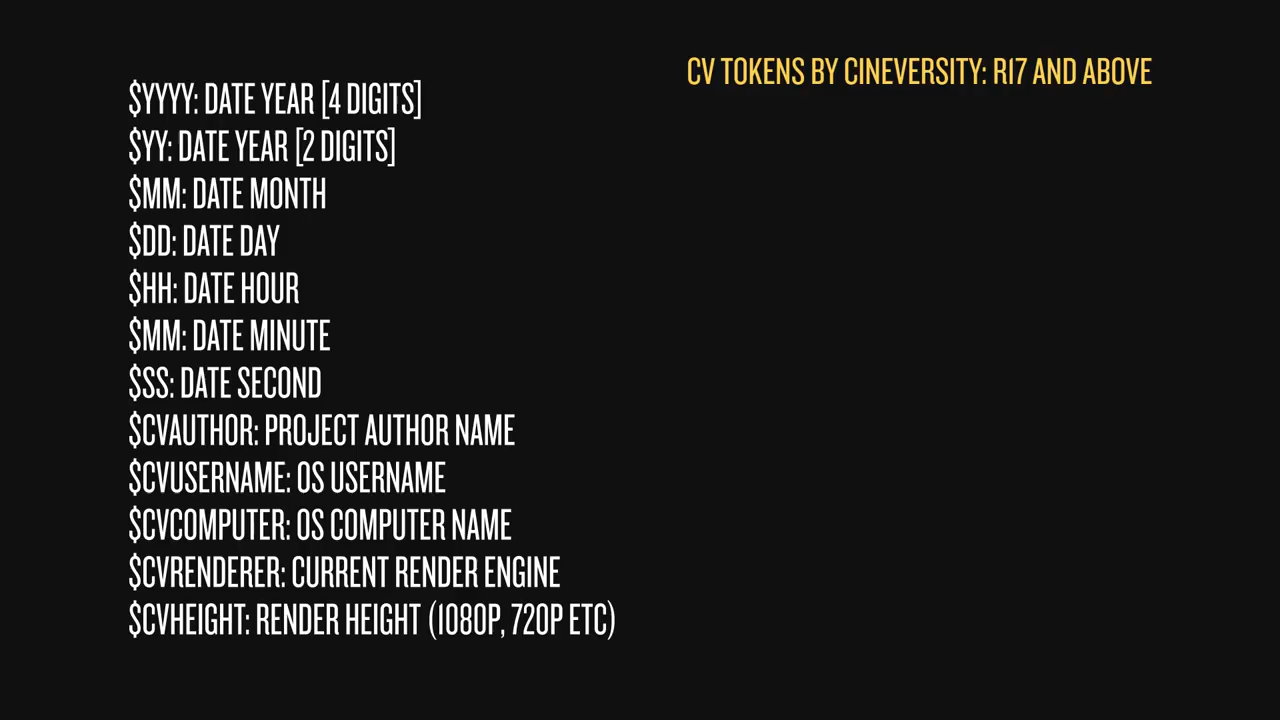 CV TOKENS BY CINEVERSITY: R17 AND ABOVE
$YYYY: DATE YEAR [4 DIGITS]
$YY: DATE YEAR [2 DIGITS]
$MM: DATE MONTH
$DD: DATE DAY
$HH: DATE HOUR
$MM: DATE MINUTE
$SS: DATE SECOND
$CVAUTHOR: PROJECT AUTHOR NAME
$CVUSERNAME: OS USERNAME
$CVCOMPUTER: OS COMPUTER NAME
$CVRENDERER: CURRENT RENDER ENGINE
$CVHEIGHT: RENDER HEIGHT (1080P, 720P ETC)